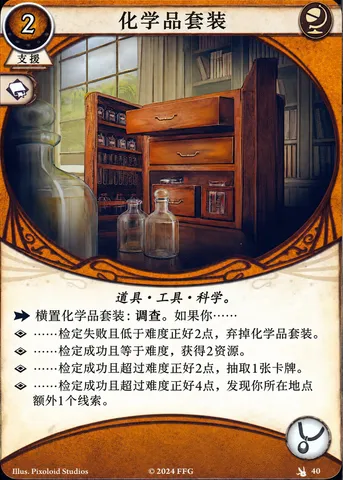 化学品套装
2
支援
道具·工具·科学。
横置化学品套装：调查。如果你……
……检定失败且低于难度正好2点，弃掉化学品套装。
……检定成功且等于难度，获得2资源。
……检定成功且超过难度正好2点，抽取1张卡牌。
……检定成功且超过难度正好4点，发现你所在地点
额外1个线索。
Illus. Pixoloid Studios
© 2024 FFG
40